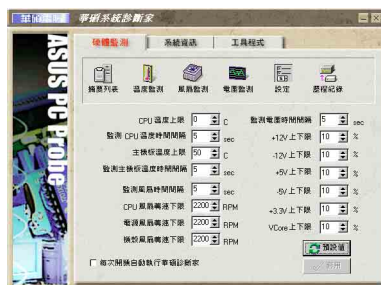 華碩電腦 華碩系統診斷家
硬體監測 系統資訊 工具程式
摘要列表 溫度監測 風扇監測 電壓監測 設定 歷程記錄
CPU 溫度上限 0 C
監測 CPU 溫度時間間隔 5 sec
主機板溫度上限 50 C
監測主機板溫度時間間隔 5 sec
監測風扇時間間隔 5 sec
CPU 風扇轉速下限 2200 RPM
電源風扇轉速下限 2200 RPM
機殼風扇轉速下限 2200 RPM
監測電壓時間間隔 5 sec
+12V 上下限 10 %
-12V 上下限 10 %
+5V 上下限 10 %
-5V 上下限 10 %
+3.3V 上下限 10 %
VCore 上下限 10 %
預設值
套用
每次開機自動執行華碩診斷家
ASUS PC Probe